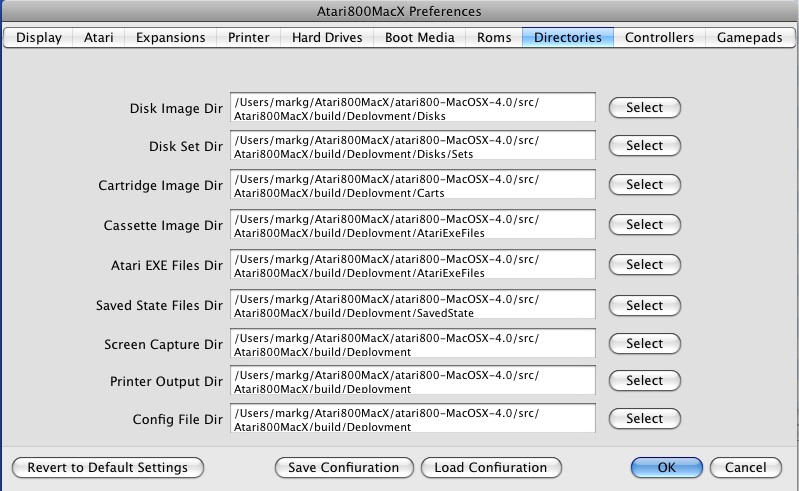 Atari800MacX Preferences
Display Atari Expansions Printer Hard Drives Boot Media Roms Directories Controllers Gamepads
Disk Image Dir /Users/markg/Atari800MacX/atari800-MacOSX-4.0/src/ Select
Atari800MacX/build/Deployment/Disks
Disk Set Dir /Users/markg/Atari800MacX/atari800-MacOSX-4.0/src/ Select
Atari800MacX/build/Deployment/Disks/Sets
Cartridge Image Dir /Users/markg/Atari800MacX/atari800-MacOSX-4.0/src/ Select
Atari800MacX/build/Deployment/Carts
Cassette Image Dir /Users/markg/Atari800MacX/atari800-MacOSX-4.0/src/ Select
Atari800MacX/build/Deployment/AtariExeFiles
Atari EXE Files Dir /Users/markg/Atari800MacX/atari800-MacOSX-4.0/src/ Select
Atari800MacX/build/Deployment/AtariExeFiles
Saved State Files Dir /Users/markg/Atari800MacX/atari800-MacOSX-4.0/src/ Select
Atari800MacX/build/Deployment/SavedState
Screen Capture Dir /Users/markg/Atari800MacX/atari800-MacOSX-4.0/src/ Select
Atari800MacX/build/Deployment
Printer Output Dir /Users/markg/Atari800MacX/atari800-MacOSX-4.0/src/ Select
Atari800MacX/build/Deployment
Config File Dir /Users/markg/Atari800MacX/atari800-MacOSX-4.0/src/ Select
Atari800MacX/build/Deployment
Revert to Default Settings Save Confiuration Load Confiuration OK Cancel